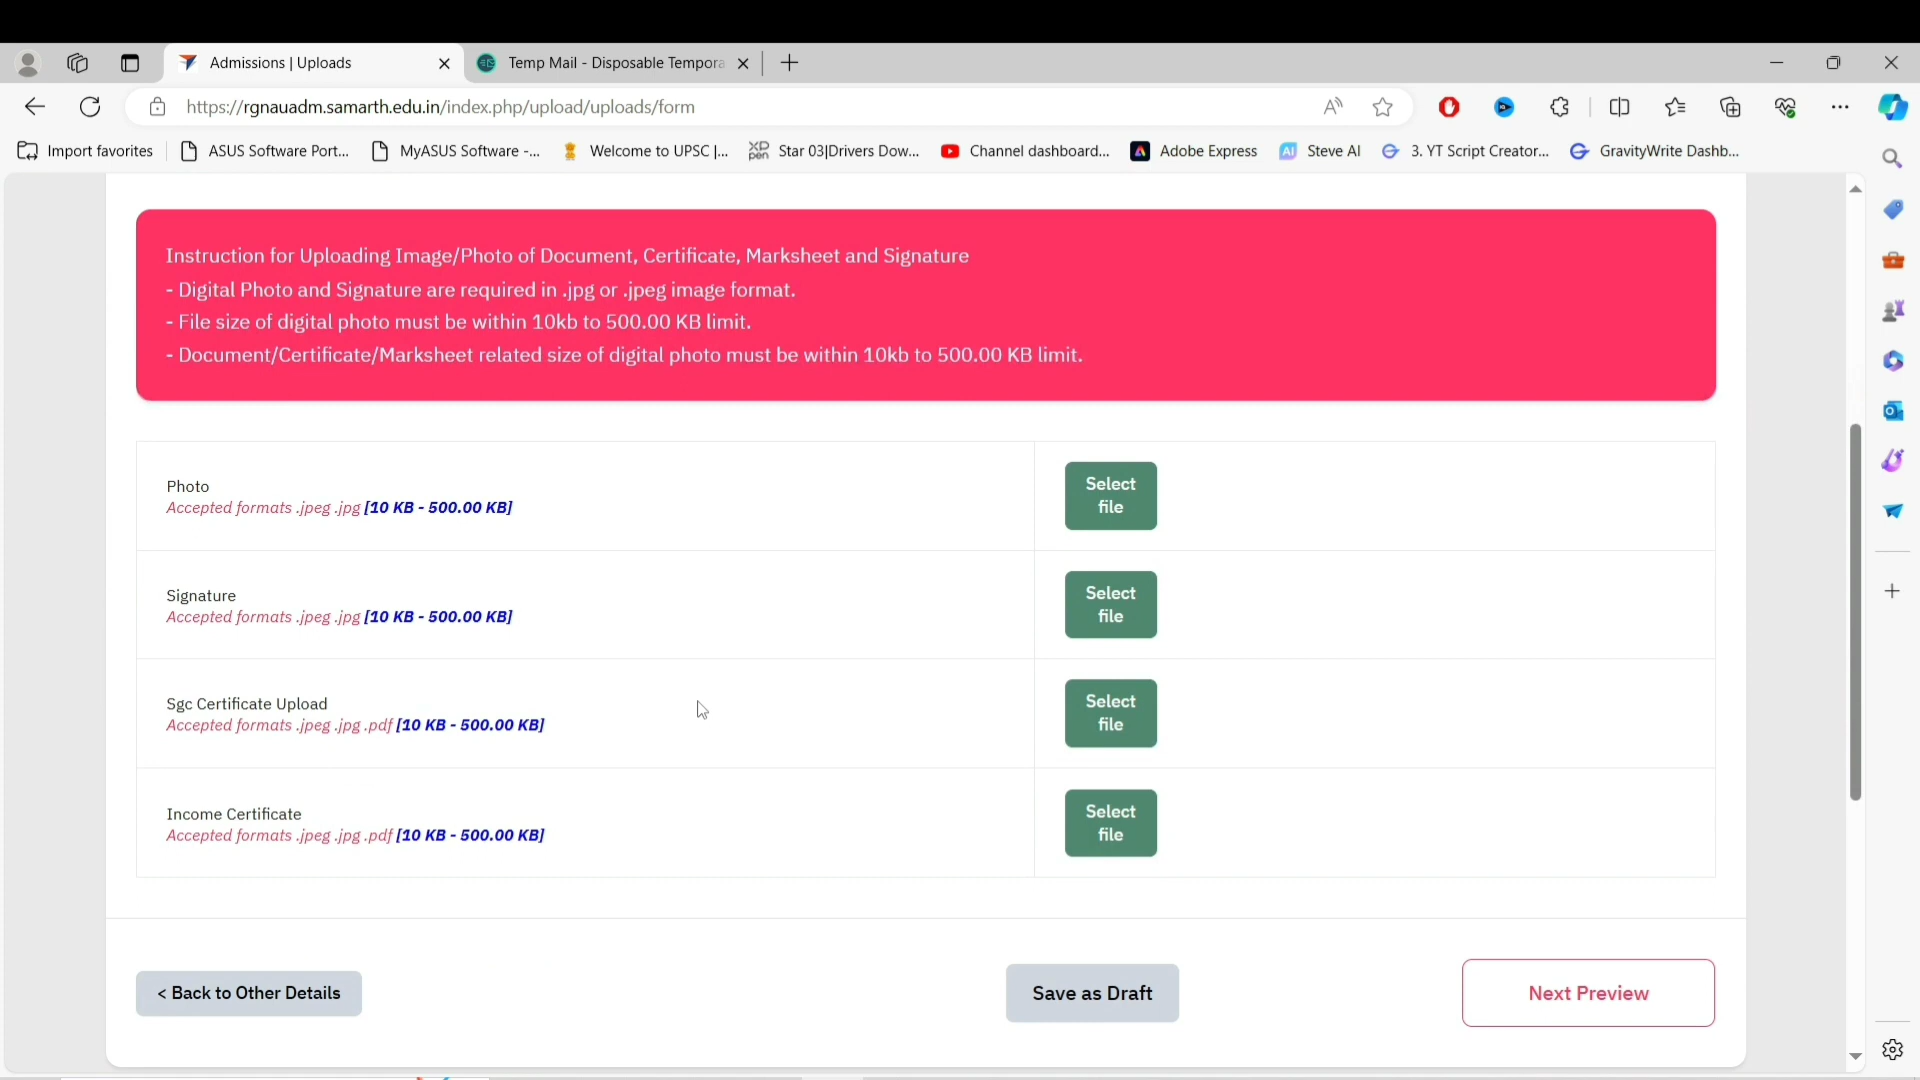 Admissions | Uploads
Temp Mail - Disposable Tempora
https://rgnauadm.samarth.edu.in/index.php/upload/uploads/form
Import favorites
ASUS Software Port...
MyASUS Software -...
Welcome to UPSC |...
XP PEN
Star 03|Drivers Dow...
Channel dashboard...
Adobe Express
AI
Steve AI
3. YT Script Creator...
GravityWrite Dashb...
Instruction for Uploading Image/Photo of Document, Certificate, Marksheet and Signature
- Digital Photo and Signature are required in .jpg or .jpeg image format.
- File size of digital photo must be within 10kb to 500.00 KB limit.
- Document/Certificate/Marksheet related size of digital photo must be within 10kb to 500.00 KB limit.
Photo
Accepted formats .jpeg .jpg [10 KB - 500.00 KB]
Select
file
Signature
Accepted formats .jpeg .jpg [10 KB - 500.00 KB]
Select
file
Sgc Certificate Upload
Accepted formats .jpeg .jpg .pdf [10 KB - 500.00 KB]
Select
file
Income Certificate
Accepted formats .jpeg .jpg .pdf [10 KB - 500.00 KB]
Select
file
< Back to Other Details
Save as Draft
Next Preview